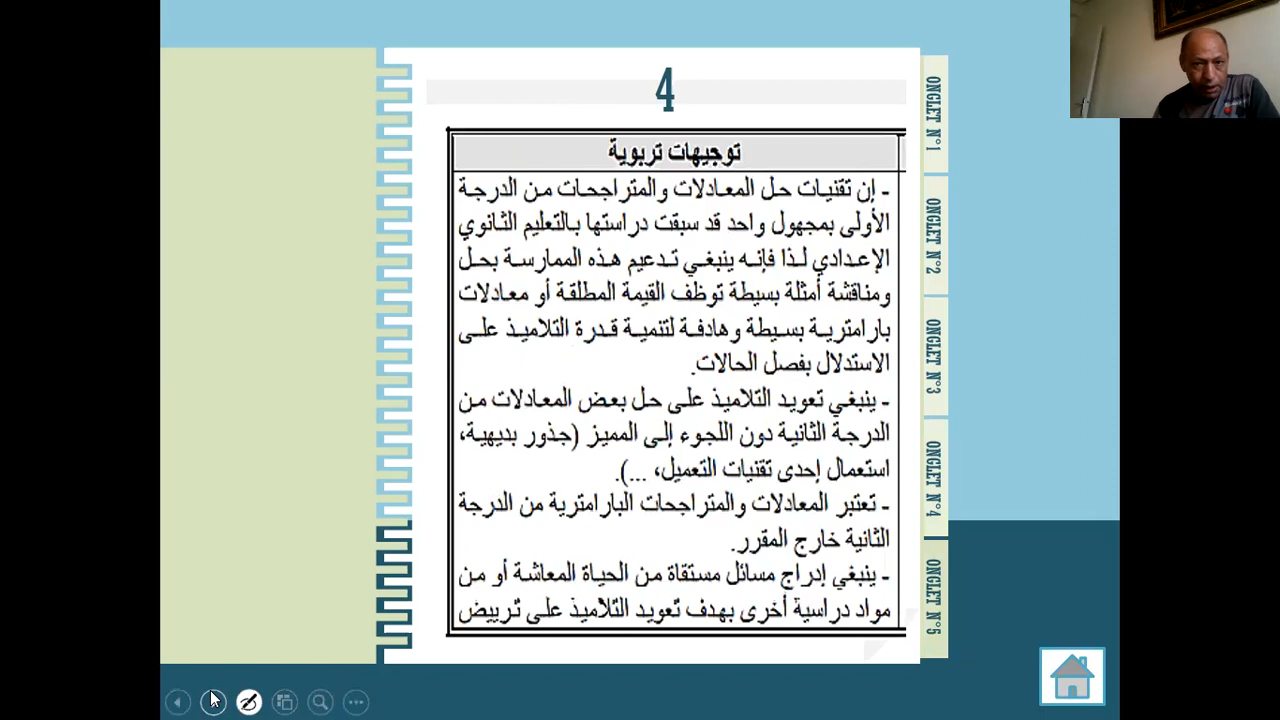 4
توجيهات تربوية
- إن تقنيات حل المعادلات والمتراجحات من الدرجة
الأولى بمجهول واحد قد سبقت دراستها بالتعليم الثانوي
الإعدادي لذا فإنه ينبغي تدعيم هذه الممارسة بحل
ومناقشة أمثلة بسيطة توظف القيمة المطلقة أو معادلات
بارامترية بسيطة وهادفة لتنمية قدرة التلاميذ على
الاستدلال بفصل الحالات.
- ينبغي تعويد التلاميذ على حل بعض المعادلات من
الدرجة الثانية دون اللجوء إلى المميز (جذور بديهية،
استعمال إحدى تقنيات التعميل، ...).
- تعتبر المعادلات والمتراجحات البارامترية من الدرجة
الثانية خارج المقرر.
- ينبغي إدراج مسائل مستقاة من الحياة المعاشة أو من
مواد دراسية أخرى بهدف تعويد التلاميذ على تربيض
ONGLET N°1
ONGLET N°2
ONGLET N°3
ONGLET N°4
ONGLET N°5